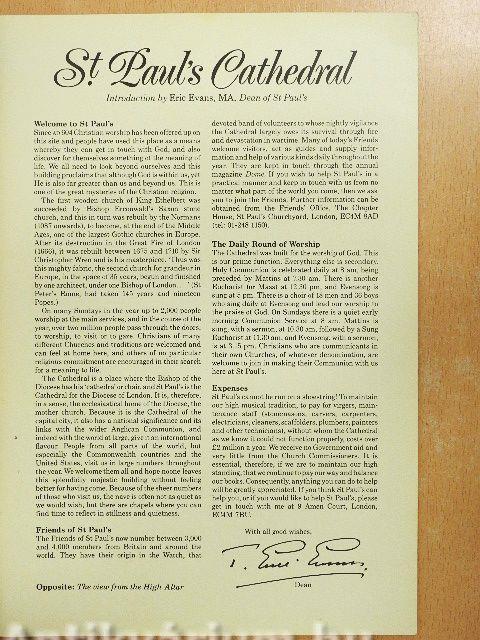 St. Paul's Cathedral
Introduction by Eric Evans, MA, Dean of St Paul's
Welcome to St Paul's
Since AD 604 Christian worship has been offered up on
this site and people have used this place as a means
whereby they can get in touch with God, and also
discover for themselves something of the meaning of
life. We all need to look beyond ourselves and this
building proclaims that although God is within us, yet
He is also far greater than us and beyond us. This is
one of the great mysteries of the Christian religion.
The first wooden church of King Ethelbert was
succeeded by Bishop Erconwald's Saxon stone
church, and this in turn was rebuilt by the Normans
(1087 onwards), to become, at the end of the Middle
Ages, one of the largest Gothic churches in Europe.
After its destruction in the Great Fire of London
(1666), it was rebuilt between 1675 and 1710 by Sir
Christopher Wren and is his masterpiece. 'Thus was
this mighty fabric, the second church for grandeur in
Europe, in the space of 35 years, begun and finished
by one architect, under one Bishop of London . . .' (St
Peter's Rome, had taken 145 years and nineteen
Popes.)
On many Sundays in the year up to 2,000 people
worship at the main services, and in the course of the
year, over two million people pass through the doors,
to worship, to visit or to gaze. Christians of many
different Churches and traditions are welcomed and
can feel at home here, and others of no particular
religious commitment are encouraged in their search
for a meaning to life.
The Cathedral is a place where the Bishop of the
Diocese has his 'cathedra' or chair, and St Paul's is the
Cathedral for the Diocese of London. It is, therefore,
in a sense, the ecclesiastical home of the Diocese, the
mother church. Because it is the Cathedral of the
capital city, it also has a national significance and its
links with the wider Anglican Communion, and
indeed with the world at large, give it an international
flavour. People from all parts of the world, but
especially the Commonwealth countries and the
United States, visit us in large numbers throughout
the year. We welcome them all and hope none leaves
this splendidly majestic building without feeling
better for having come. Because of the sheer numbers
of those who visit us, the nave is often not as quiet as
we would wish, but there are chapels where you can
find time to reflect in stillness and quietness.
Friends of St Paul's
The Friends of St Paul's now number between 3,000
and 4,000 members from Britain and around the
world. They have their origin in the Watch, that
Opposite: The view from the High Altar
devoted band of volunteers to whose nightly vigilance
the Cathedral largely owes its survival through fire
and devastation in wartime. Many of today's Friends
welcome visitors, act as guides and supply infor-
mation and help of various kinds daily throughout the
year. They are kept in touch through the annual
magazine Dome. If you wish to help St Paul's in a
practical manner and keep in touch with us from no
matter what part of the world you come, then we ask
you to join the Friends. Further information can be
obtained from the Friends' Office, The Chapter
House, St Paul's Churchyard, London, EC4M 8AD
(tel: 01-248
The Daily Round of Worship
The Cathedral was built for the worship of God. This
is our prime function. Everything else is secondary.
Holy Communion is celebrated daily at 8 am, being
preceded by Mattins at 7.30 am. There is another
Eucharist (or Mass) at 12.30 pm, and Evensong is
sung at 5 pm. There is a choir of 18 men and 36 boys
who sing daily at Evensong and lead our worship to
the praise of God. On Sundays there is a quiet early
morning Communion Service at 8 am. Mattins is
sung, with a sermon, at 10.30 am, followed by a Sung
Eucharist at 11.30 am, and Evensong, with a sermon,
is at 3.15 pm. Christians who are communicants in
their own Churches, of whatever denomination, are
welcome to join in making their Communion with us
here at St Paul's.
Expenses
St Paul's cannot be run on a shoestring! To maintain
our high musical tradition, to pay for vergers, main-
tenance staff (stonemasons, carvers, carpenters,
electricians, cleaners, scaffolders, plumbers, painters
and other technicians), without whom the Cathedral
as we know it could not function properly, costs over
£2 million a year. We receive no Government aid and
very little from the Church Commissioners. It is
essential, therefore, if we are to maintain our high
standing, that we continue to pay our way and balance
our books. Consequently, anything you can do to help
will be greatly appreciated. If you think St Paul's can
help you, or if you would like to help St Paul's, please
get in touch with me at 9 Amen Court, London,
EC4M 7BU.
With all good wishes,
Dean